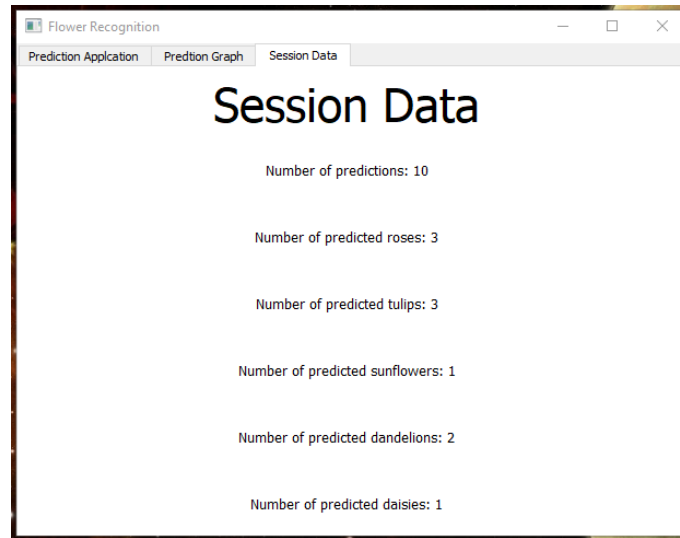 Flower Recognition
Prediction Applcation Predtion Graph Session Data
Session Data
Number of predictions: 10
Number of predicted roses: 3
Number of predicted tulips: 3
Number of predicted sunflowers: 1
Number of predicted dandelions: 2
Number of predicted daisies: 1